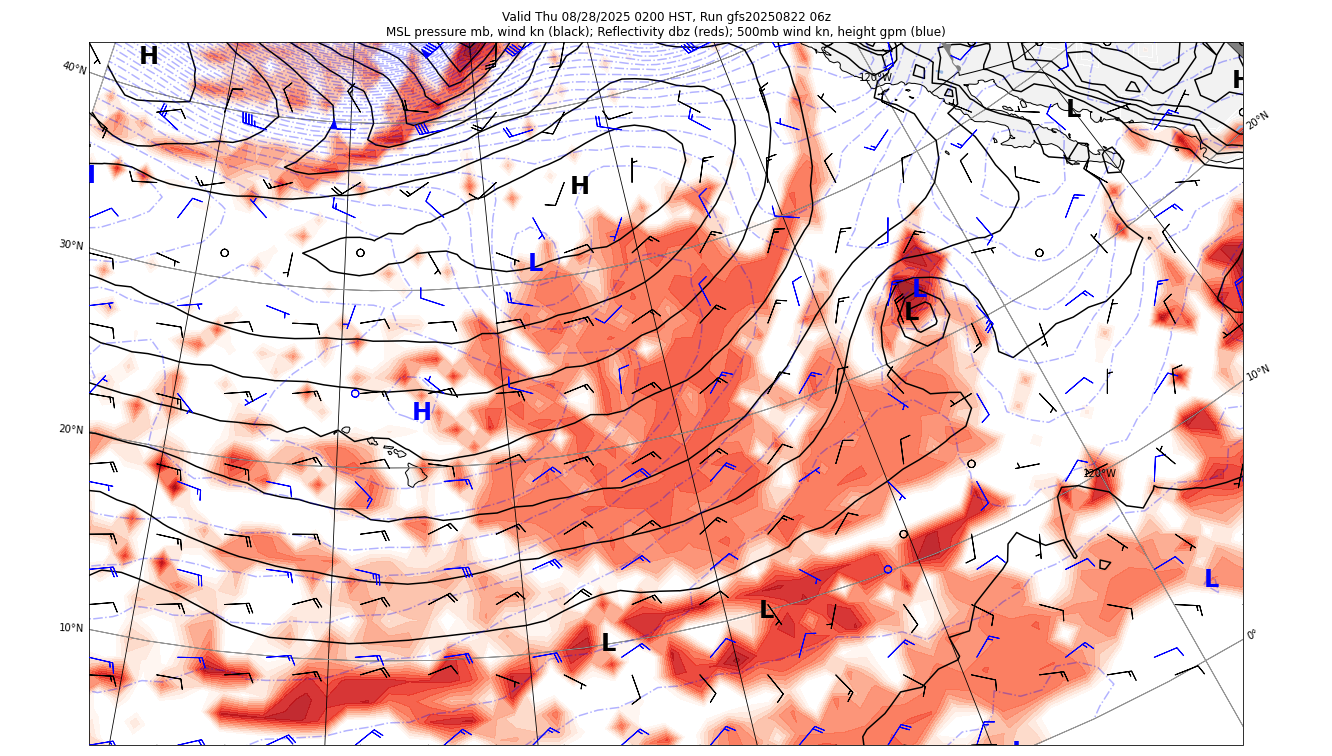 Valid Thu 08/28/2025 0200 HST, Run gfs20250822 06z
MSL pressure mb, wind kn (black); Reflectivity dbz (reds); 500mb wind kn, height gpm (blue)
H
40°N
120°W
H
L
20°N
H
30°N
L
L
L
10°N
H
20°N
120°W
L
L
10°N
L
0°